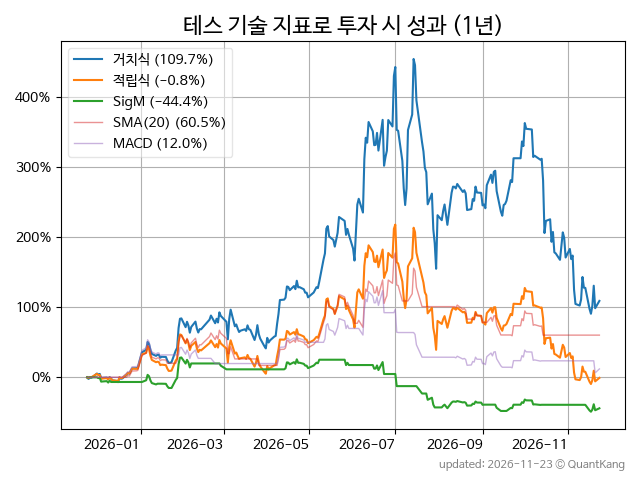 테스 기술 지표로 투자 시 성과 (1년)
거치식 (109.7%)
적립식 (−0.8%)
SigM (−44.4%)
SMA(20) (60.5%)
MACD (12.0%)
400%
300%
200%
100%
0%
2026−01 2026−03 2026−05 2026−07 2026−09 2026−11
updated: 2026−11−23 ⓒ QuantKang